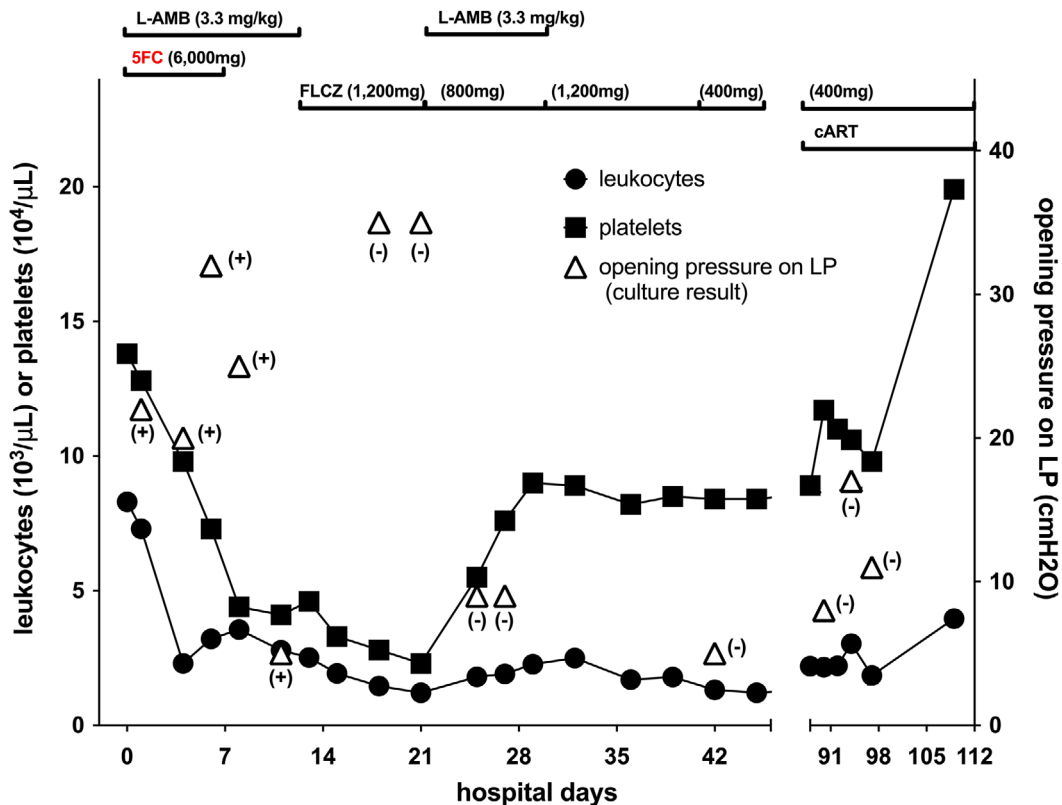 L-AMB (3.3 mg/kg)
L-AMB (3.3 mg/kg)
5FC (6,000mg)
FLCZ (1,200mg)
(800mg)
(1,200mg)
(400mg)
(400mg)
cART
leukocytes
platelets
opening pressure on LP
(culture result)
leukocytes (10³/μL) or platelets (10⁴/μL)
20
15
10
5
0
opening pressure on LP (cmH2O)
40
30
20
10
0
(+)
(+)
(+)
(+)
(+)
(-)
(-)
(-)
(-)
(-)
(-)
(-)
(-)
0
7
14
21
28
35
42
91
98
105
112
hospital days